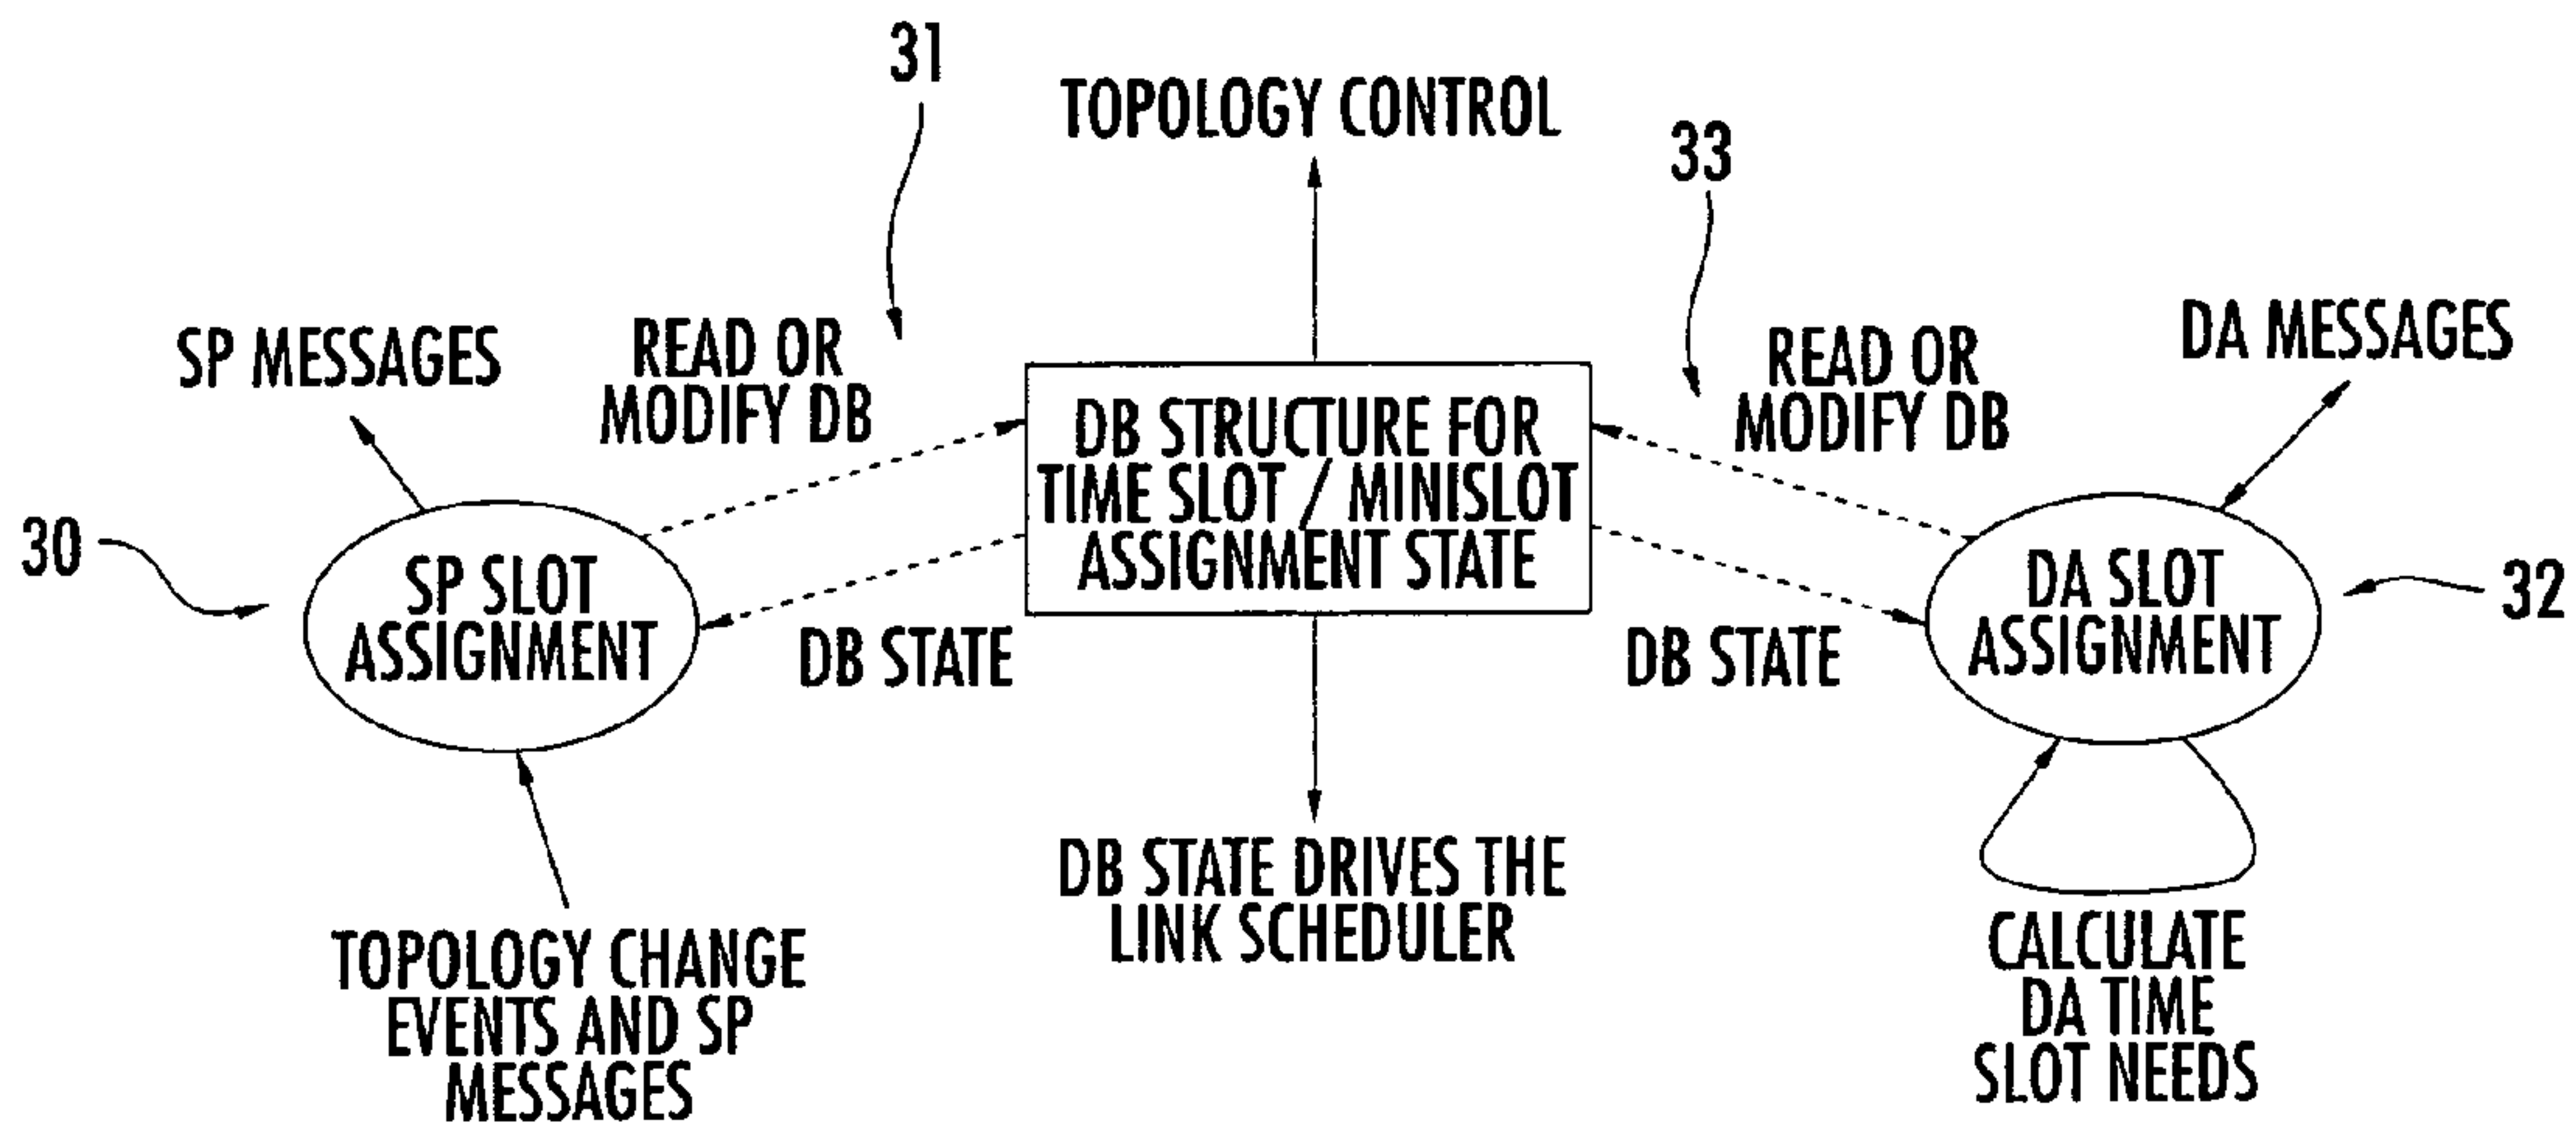 31
TOPOLOGY CONTROL
33
SP MESSAGES
READ OR
MODIFY DB
READ OR
MODIFY DB
DA MESSAGES
DB STRUCTURE FOR
TIME SLOT / MINISLOT
ASSIGNMENT STATE
30
SP SLOT
ASSIGNMENT
DB STATE
DB STATE
DA SLOT
ASSIGNMENT
32
DB STATE DRIVES THE
LINK SCHEDULER
TOPOLOGY CHANGE
EVENTS AND SP
MESSAGES
CALCULATE
DA TIME
SLOT NEEDS